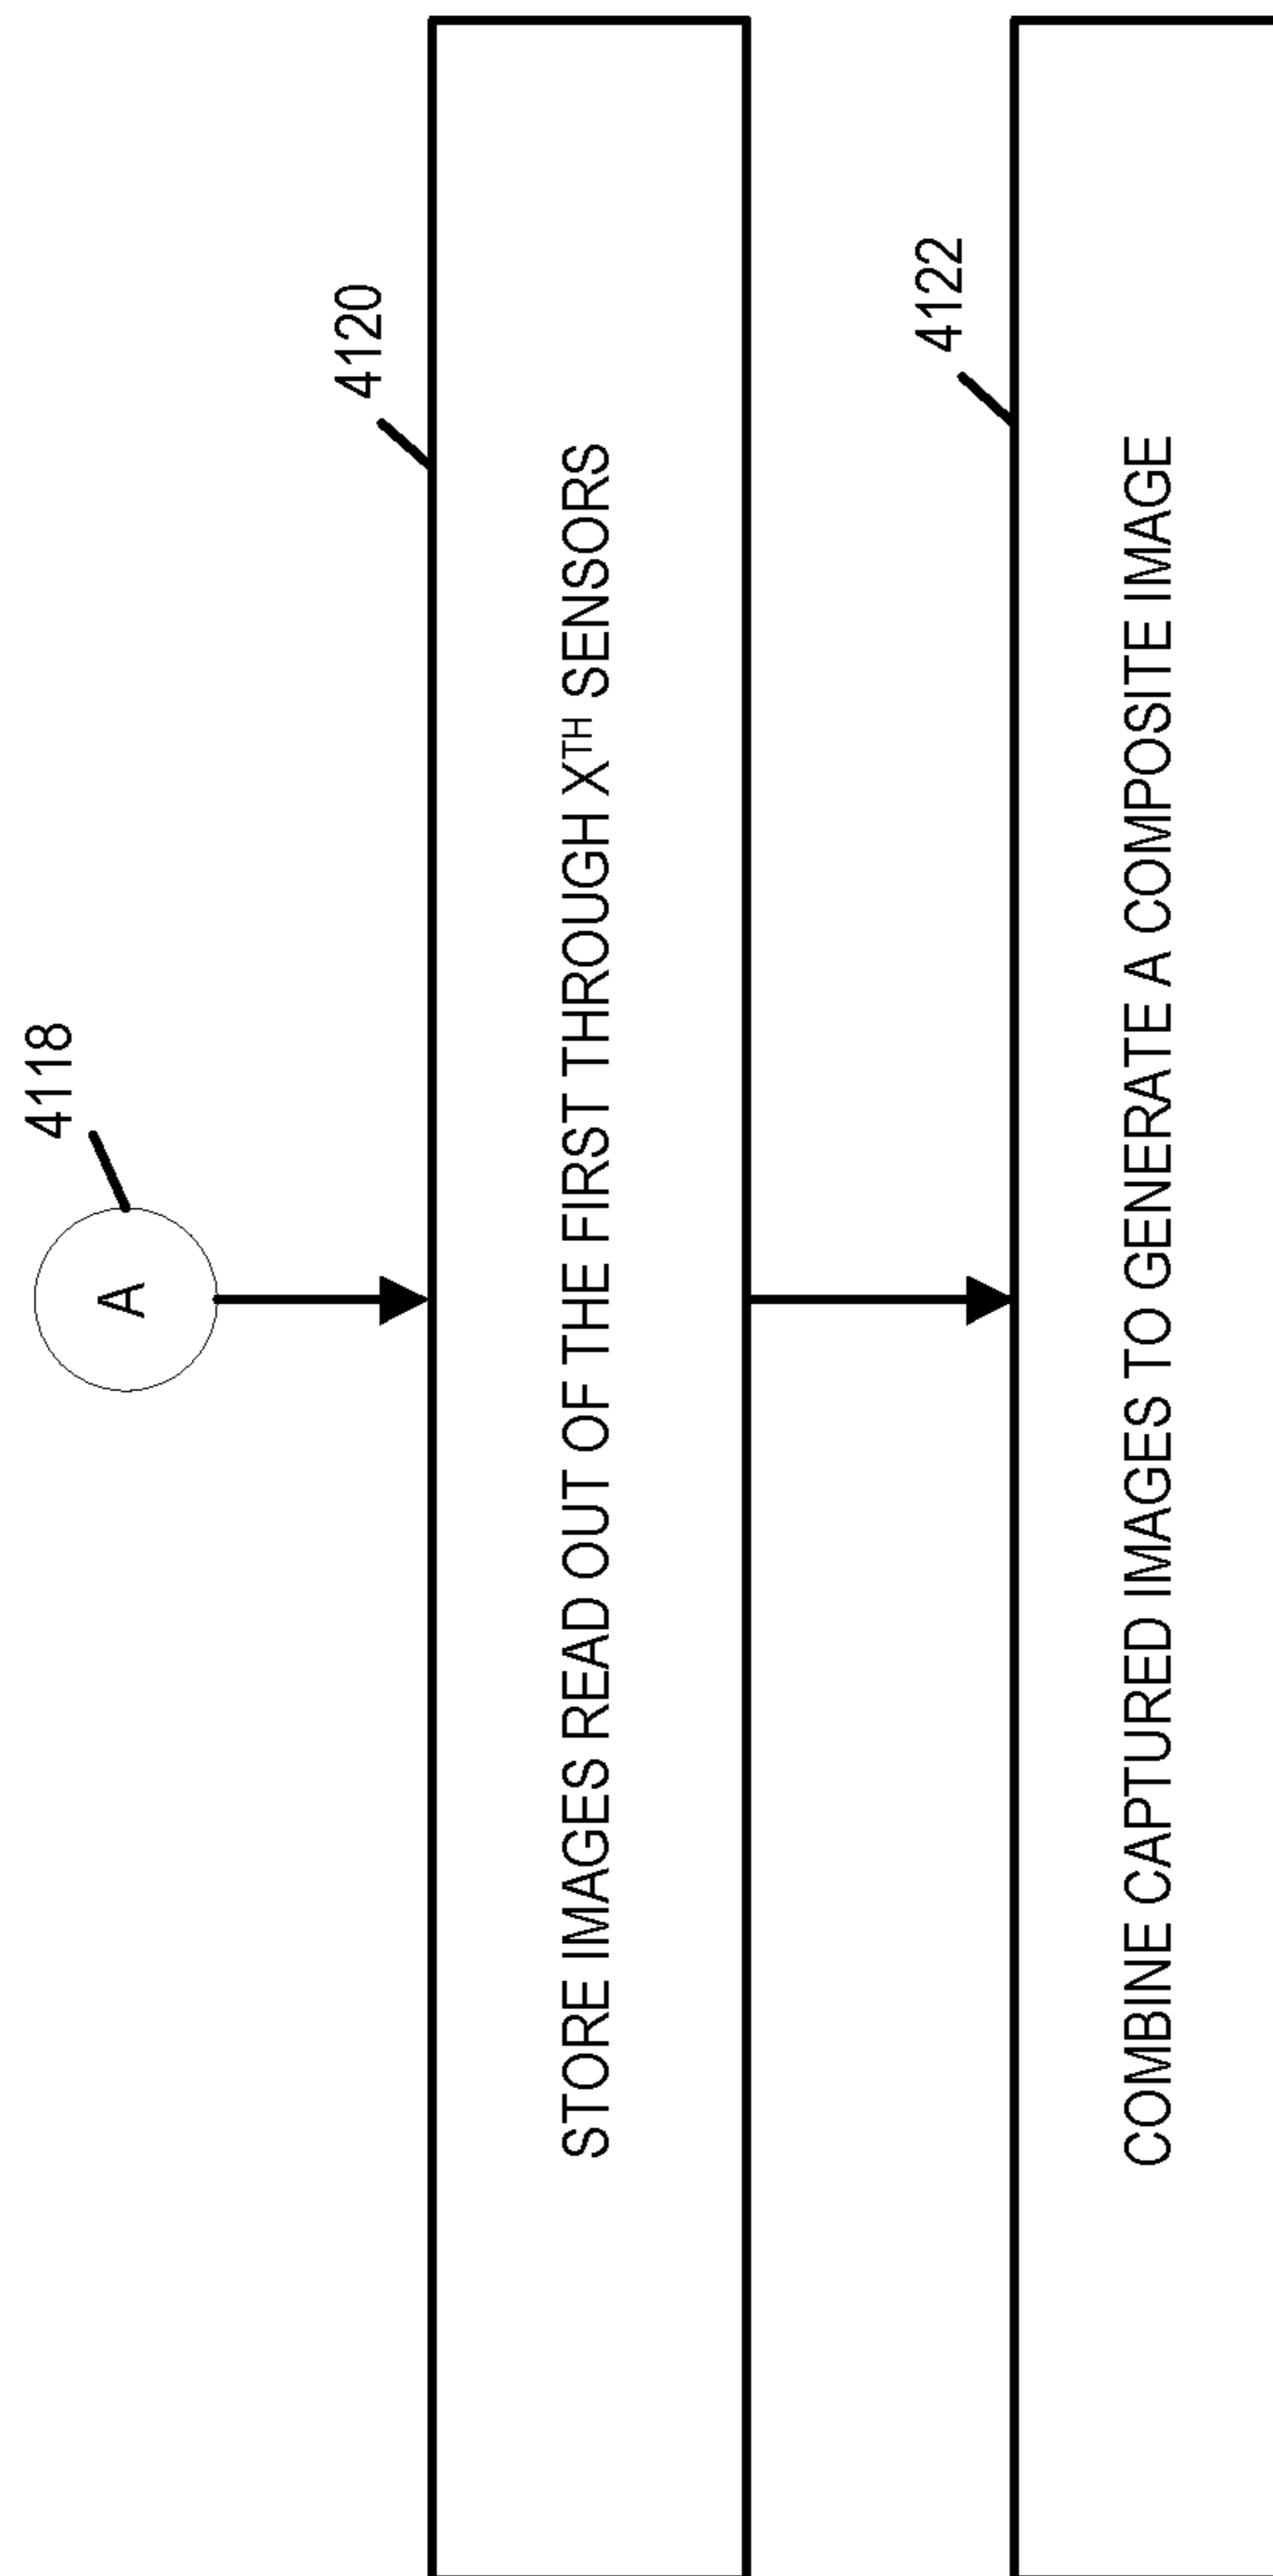 4118
A
4120
STORE IMAGES READ OUT OF THE FIRST THROUGH XTH SENSORS
4122
COMBINE CAPTURED IMAGES TO GENERATE A COMPOSITE IMAGE